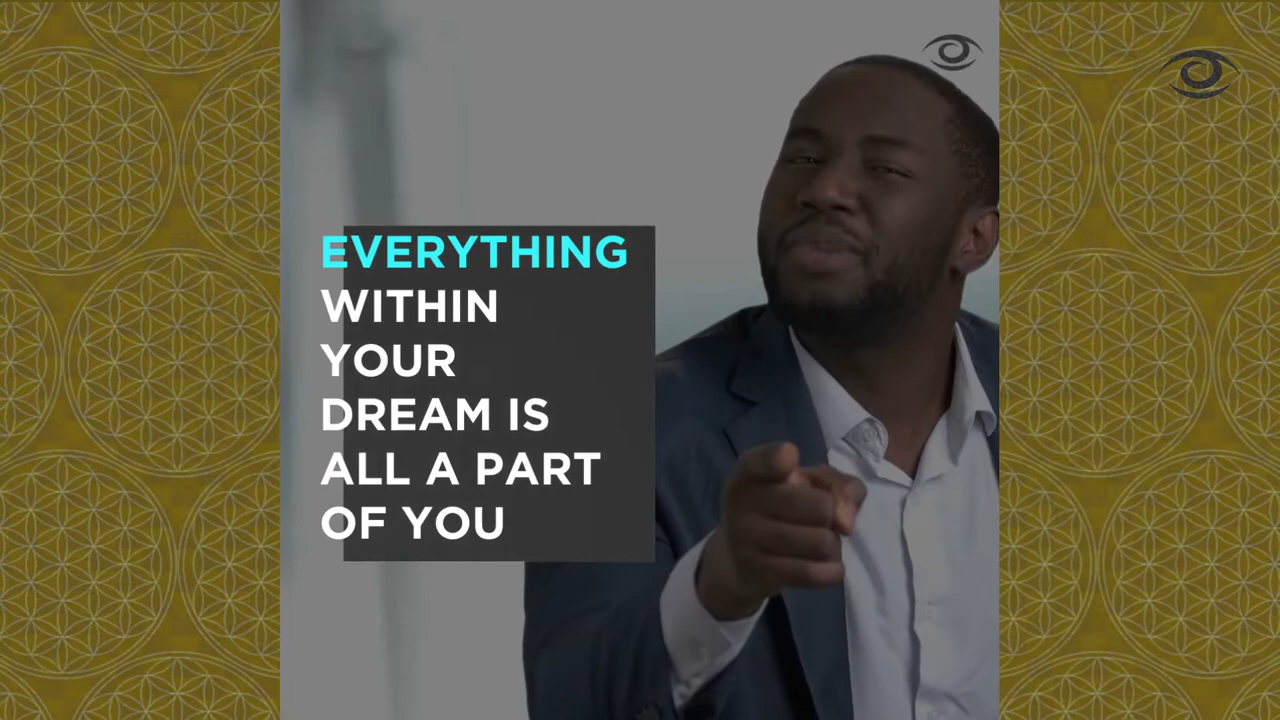 EVERYTHING
WITHIN
YOUR
DREAM IS
ALL A PART
OF YOU